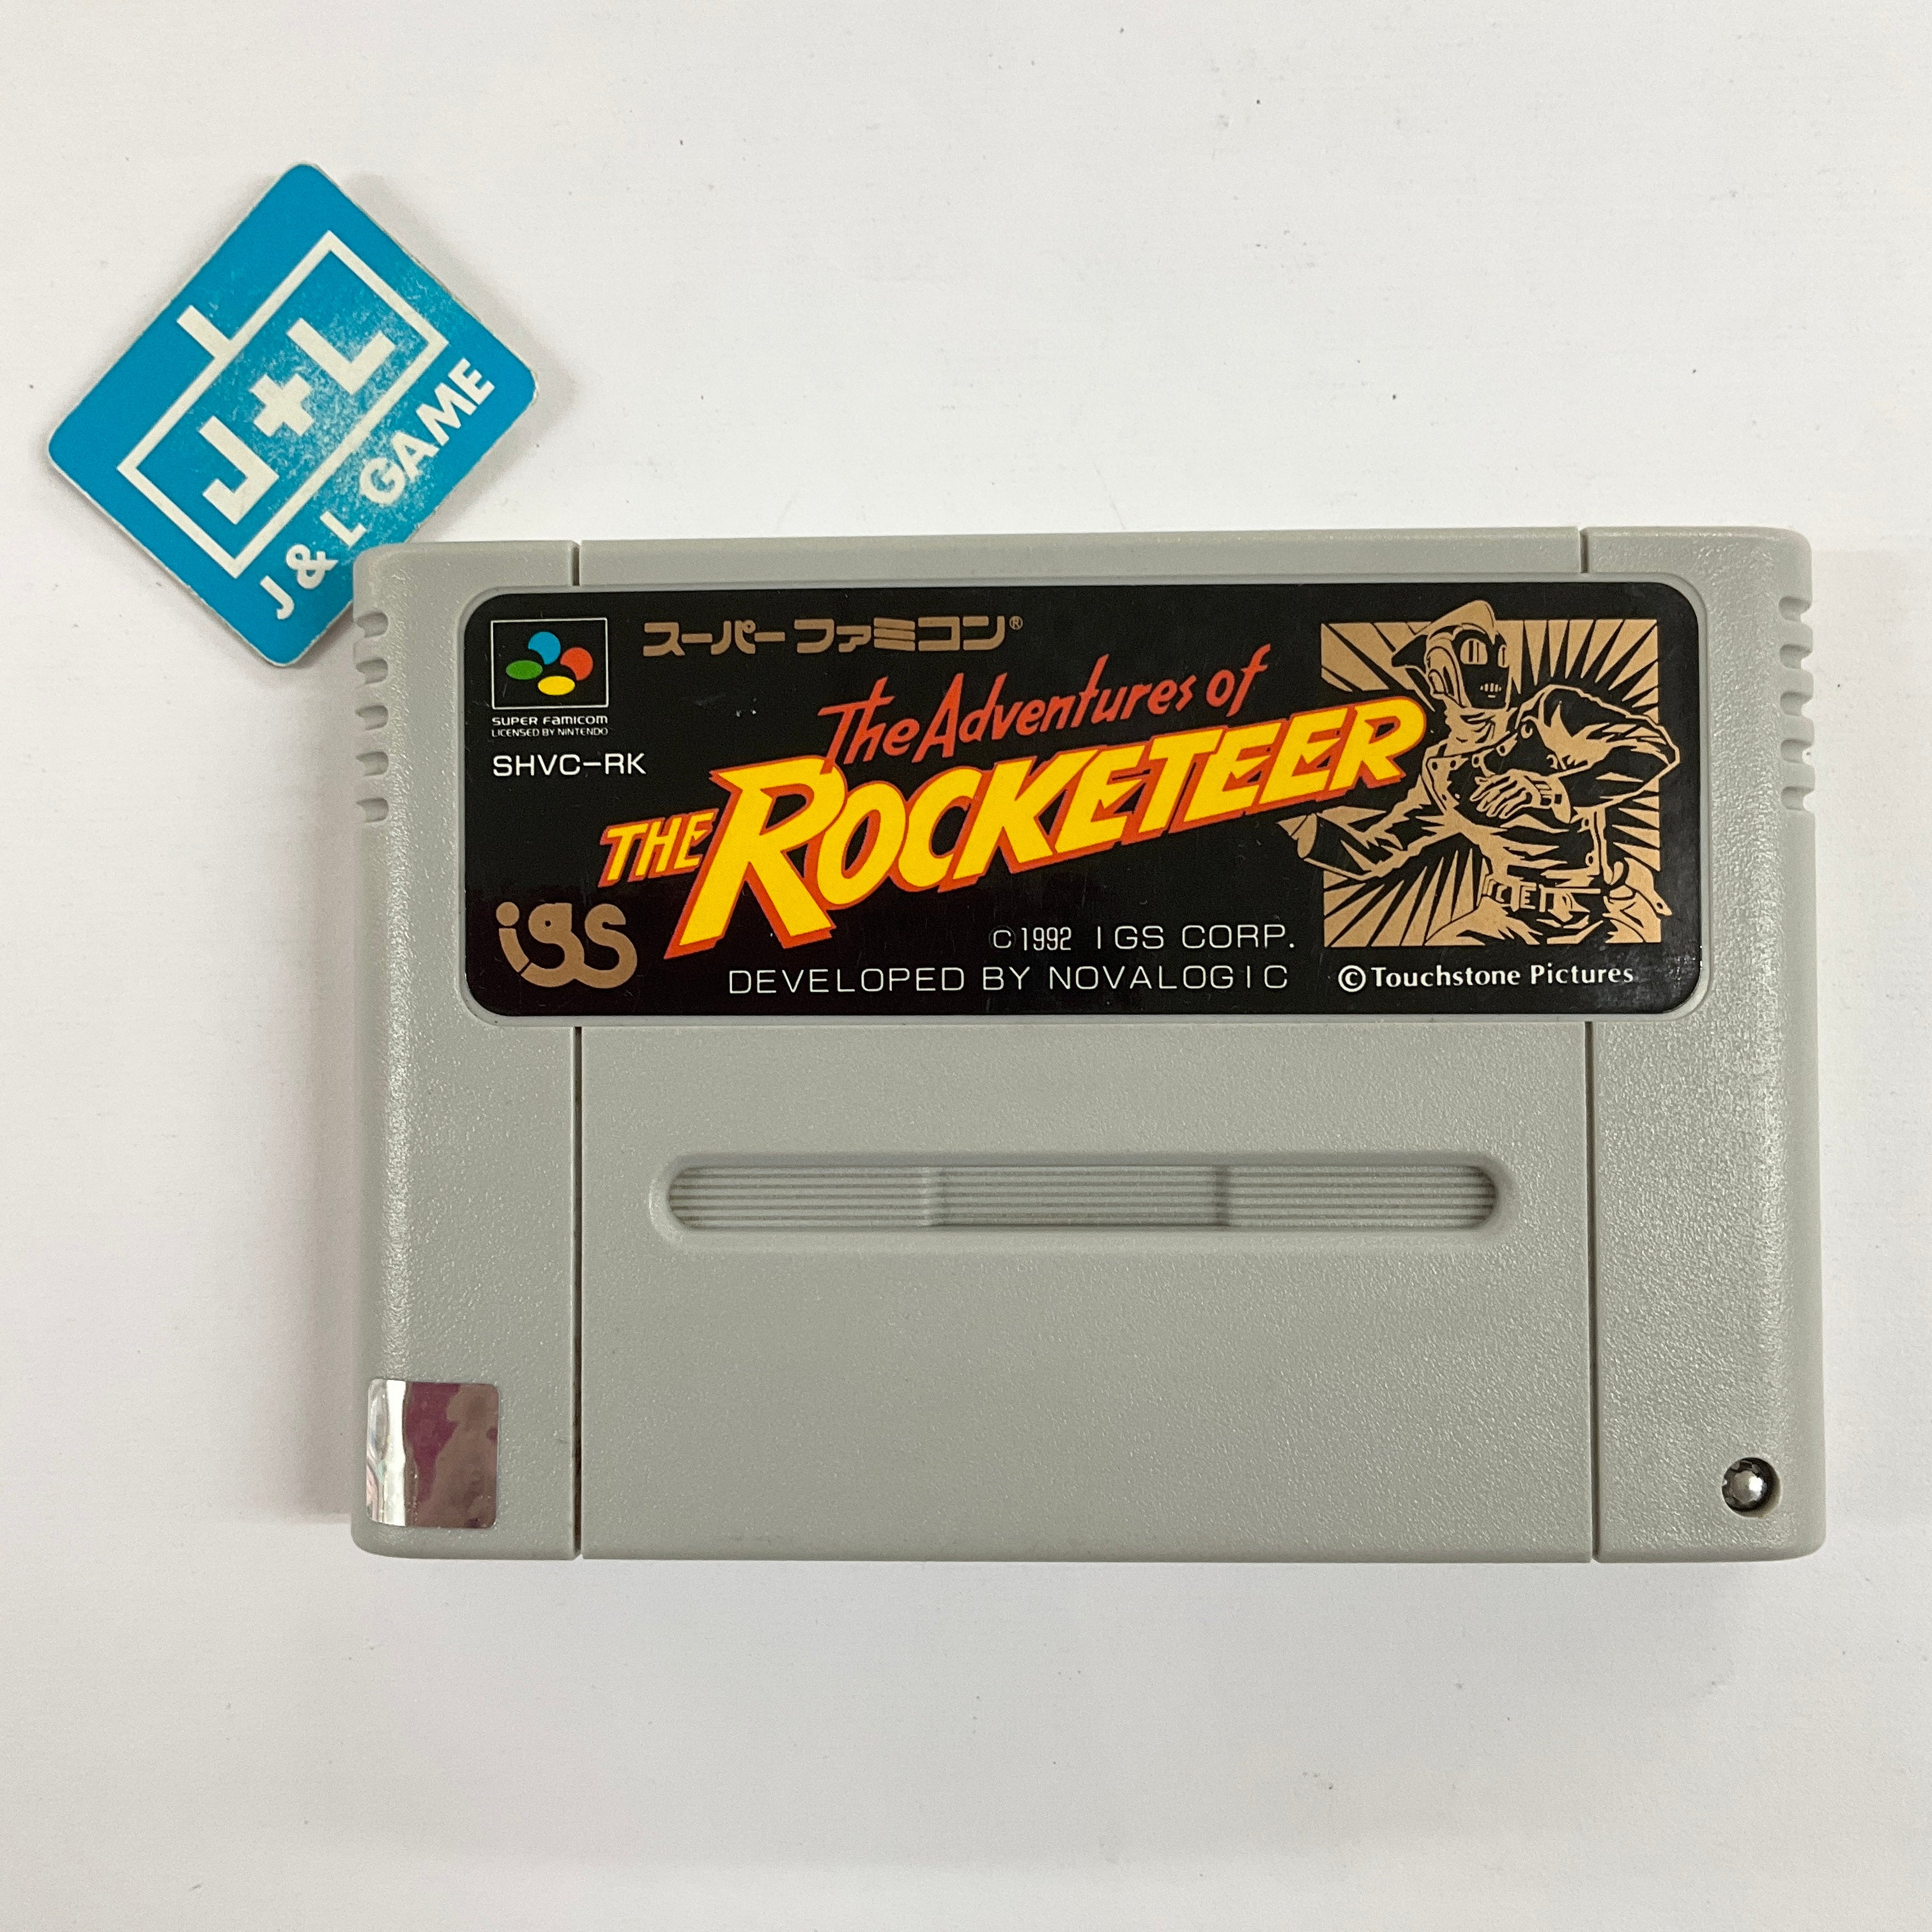 J+L
J & L GAME
スーパーファミコン®
SUPER FAMICOM
LICENSED BY NINTENDO
SHVC-RK
The Adventures of
THE ROCKETEER
igs
©1992 IGS CORP.
DEVELOPED BY NOVALOGIC
©Touchstone Pictures